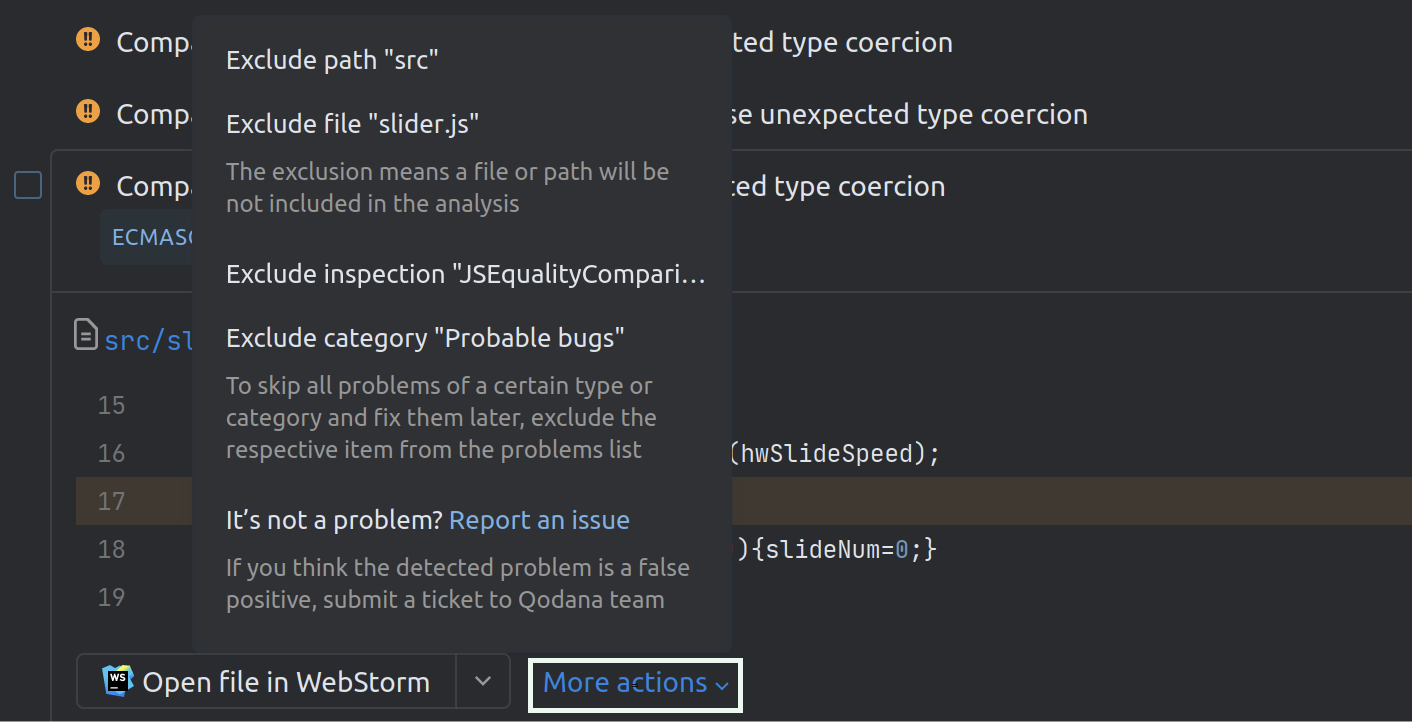 Comp
ted type coercion
Exclude path "src"
Comp
se unexpected type coercion
Exclude file "slider.js"
The exclusion means a file or path will be
not included in the analysis
Comp
ted type coercion
ECMASC
Exclude inspection "JSEqualityCompari…
Exclude category "Probable bugs"
src/sl
To skip all problems of a certain type or
category and fix them later, exclude the
respective item from the problems list
15
16 (hwSlideSpeed);
17
It’s not a problem? Report an issue
18 ){slideNum=0;}
If you think the detected problem is a false
positive, submit a ticket to Qodana team
19
WS Open file in WebStorm
More actions